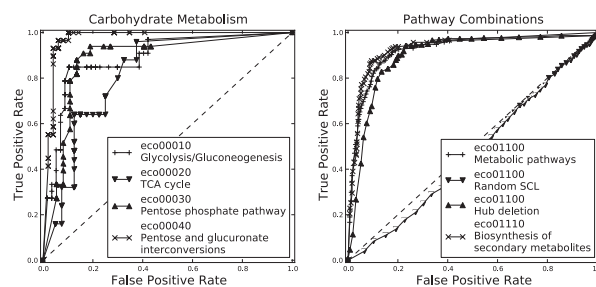 Carbohydrate Metabolism
1.0
0.8
0.6
0.4
0.2
0.0
True Positive Rate
eco00010
Glycolysis/Gluconeogenesis
eco00020
TCA cycle
eco00030
Pentose phosphate pathway
eco00040
Pentose and glucuronate
interconversions
0.0 0.2 0.4 0.6 0.8 1.0
False Positive Rate
Pathway Combinations
1.0
0.8
0.6
0.4
0.2
0.0
True Positive Rate
eco01100
Metabolic pathways
eco01100
Random SCL
eco01100
Hub deletion
eco01110
Biosynthesis of
secondary metabolites
0.0 0.2 0.4 0.6 0.8 1.0
False Positive Rate